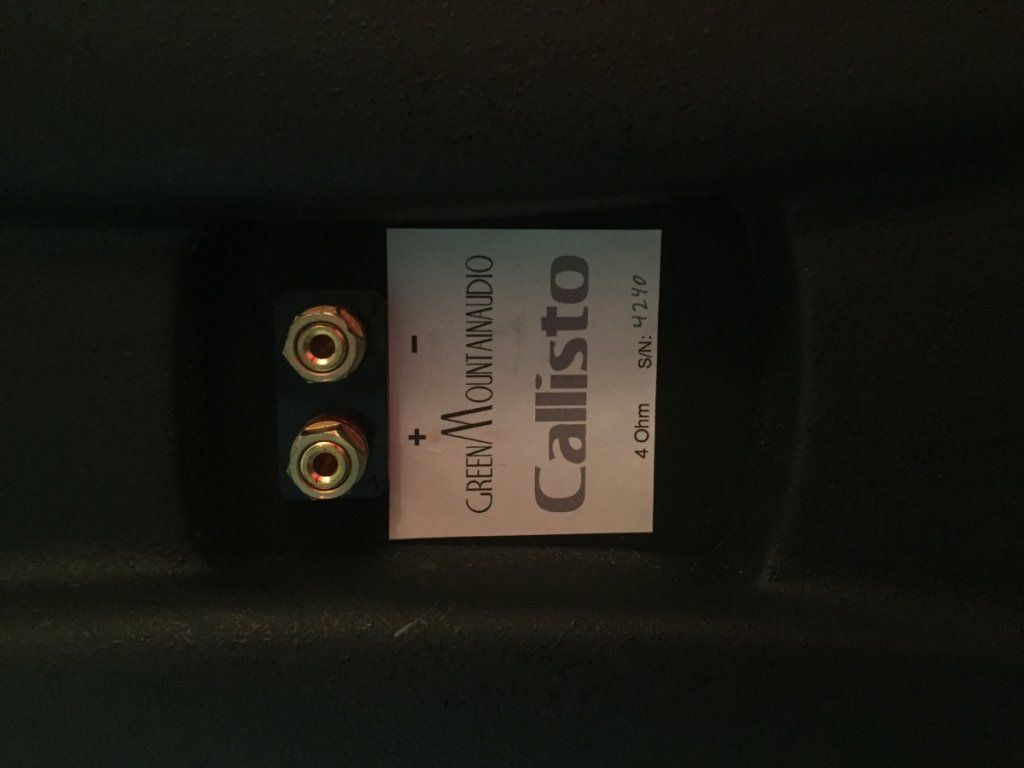 + -
GREENMOUNTAINAUDIO
Callisto
4 Ohm S/N: 4240